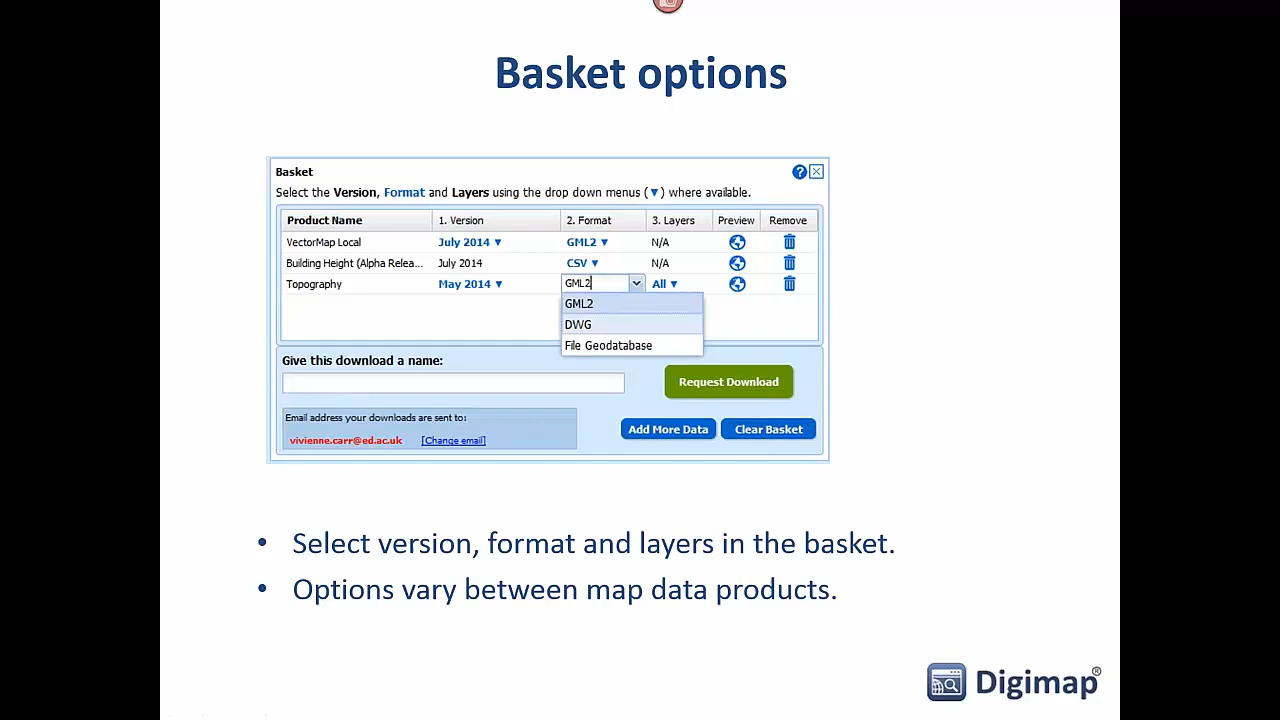 Basket options
Basket
Select the Version, Format and Layers using the drop down menus (▼) where available.
Product Name 1. Version 2. Format 3. Layers Preview Remove
VectorMap Local July 2014 ▼ GML2 ▼ N/A
Building Height (Alpha Relea... July 2014 CSV ▼ N/A
Topography May 2014 ▼ GML2 All ▼
GML2
DWG
File Geodatabase
Give this download a name:
Request Download
Email address your downloads are sent to:
vivienne.carr@ed.ac.uk [Change email]
Add More Data Clear Basket
• Select version, format and layers in the basket.
• Options vary between map data products.
Digimap®